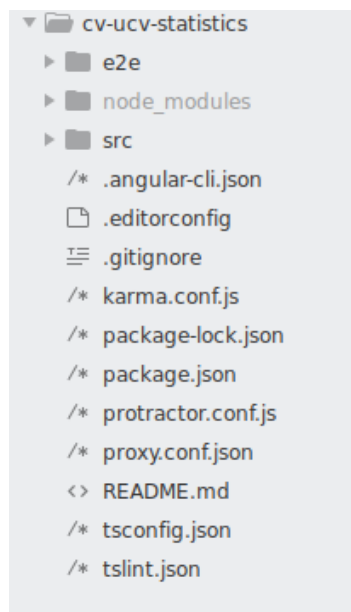 cv-ucv-statistics
e2e
node_modules
src
/* .angular-cli.json
.editorconfig
.gitignore
/* karma.conf.js
/* package-lock.json
/* package.json
/* protractor.conf.js
/* proxy.conf.json
<> README.md
/* tsconfig.json
/* tslint.json